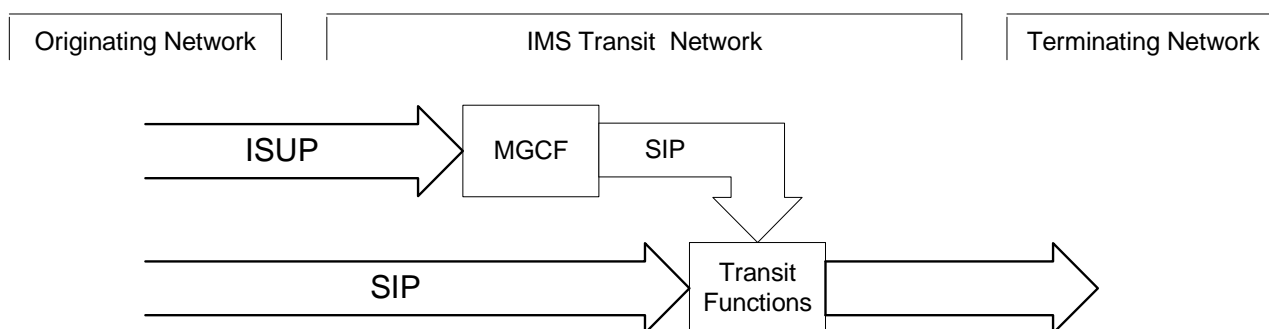 Originating Network
IMS Transit Network
Terminating Network
ISUP
MGCF
SIP
SIP
Transit
Functions